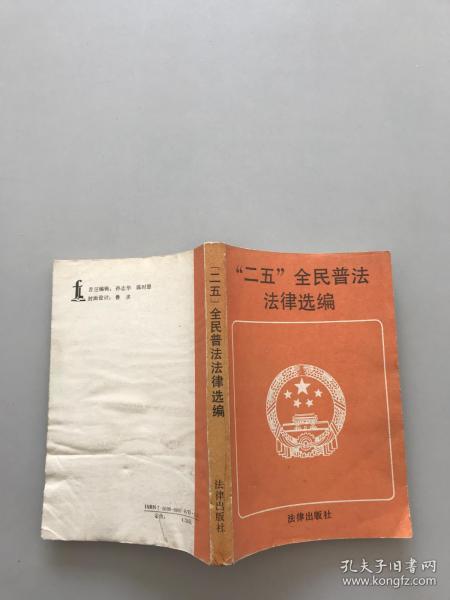 “二五”全民普法
法律选编
法律出版社
「二五」全民普法法律选编
法律出版社
责任编辑：
封面设计：
定价：
孔夫子旧书网
www.kongfz.com